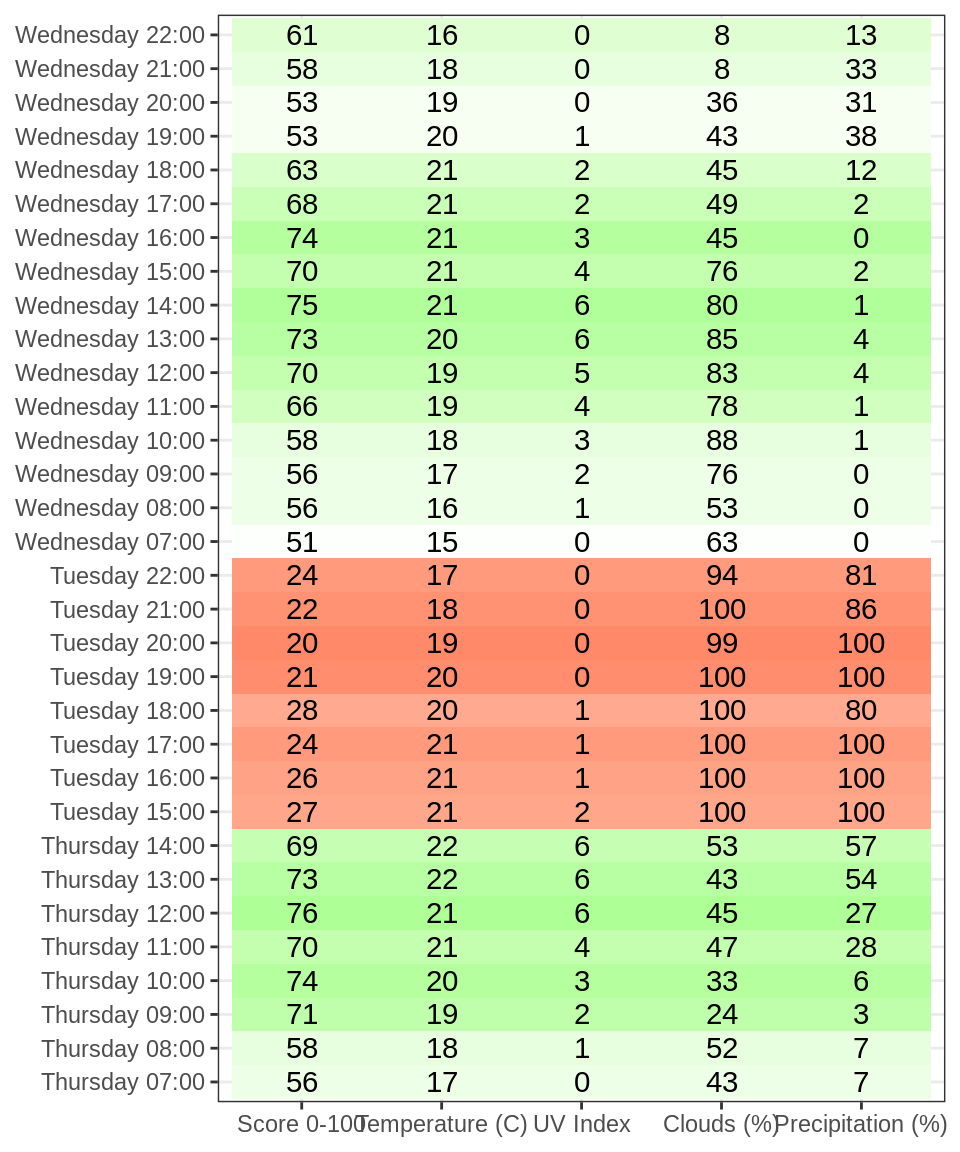 Wednesday 22:00 61 16 0 8 13
Wednesday 21:00 58 18 0 8 33
Wednesday 20:00 53 19 0 36 31
Wednesday 19:00 53 20 1 43 38
Wednesday 18:00 63 21 2 45 12
Wednesday 17:00 68 21 2 49 2
Wednesday 16:00 74 21 3 45 0
Wednesday 15:00 70 21 4 76 2
Wednesday 14:00 75 21 6 80 1
Wednesday 13:00 73 20 6 85 4
Wednesday 12:00 70 19 5 83 4
Wednesday 11:00 66 19 4 78 1
Wednesday 10:00 58 18 3 88 1
Wednesday 09:00 56 17 2 76 0
Wednesday 08:00 56 16 1 53 0
Wednesday 07:00 51 15 0 63 0
Tuesday 22:00 24 17 0 94 81
Tuesday 21:00 22 18 0 100 86
Tuesday 20:00 20 19 0 99 100
Tuesday 19:00 21 20 0 100 100
Tuesday 18:00 28 20 1 100 80
Tuesday 17:00 24 21 1 100 100
Tuesday 16:00 26 21 1 100 100
Tuesday 15:00 27 21 2 100 100
Thursday 14:00 69 22 6 53 57
Thursday 13:00 73 22 6 43 54
Thursday 12:00 76 21 6 45 27
Thursday 11:00 70 21 4 47 28
Thursday 10:00 74 20 3 33 6
Thursday 09:00 71 19 2 24 3
Thursday 08:00 58 18 1 52 7
Thursday 07:00 56 17 0 43 7
Score 0-100 Temperature (C) UV Index Clouds (%) Precipitation (%)